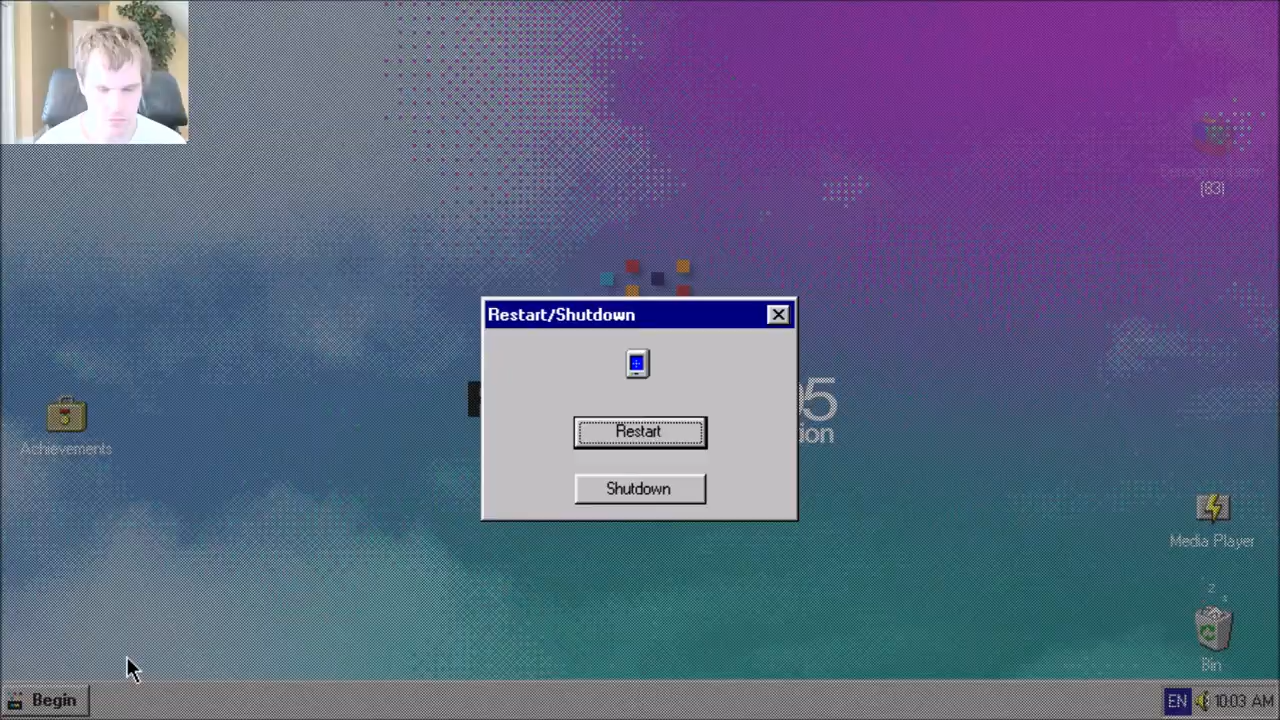 (83)
Restart/Shutdown
Restart
Shutdown
Achievements
Media Player
Bin
Begin
EN
10:03 AM